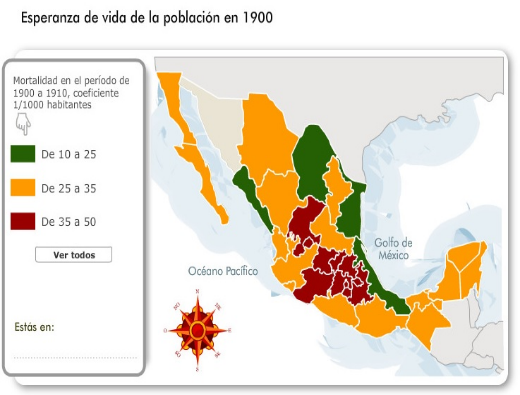 Esperanza de vida de la población en 1900
Mortalidad en el período de
1900 a 1910, coeficiente
1/1000 habitantes
De 10 a 25
De 25 a 35
De 35 a 50
Ver todos
Estás en:
Golfo de
México
Océano Pacífico
N